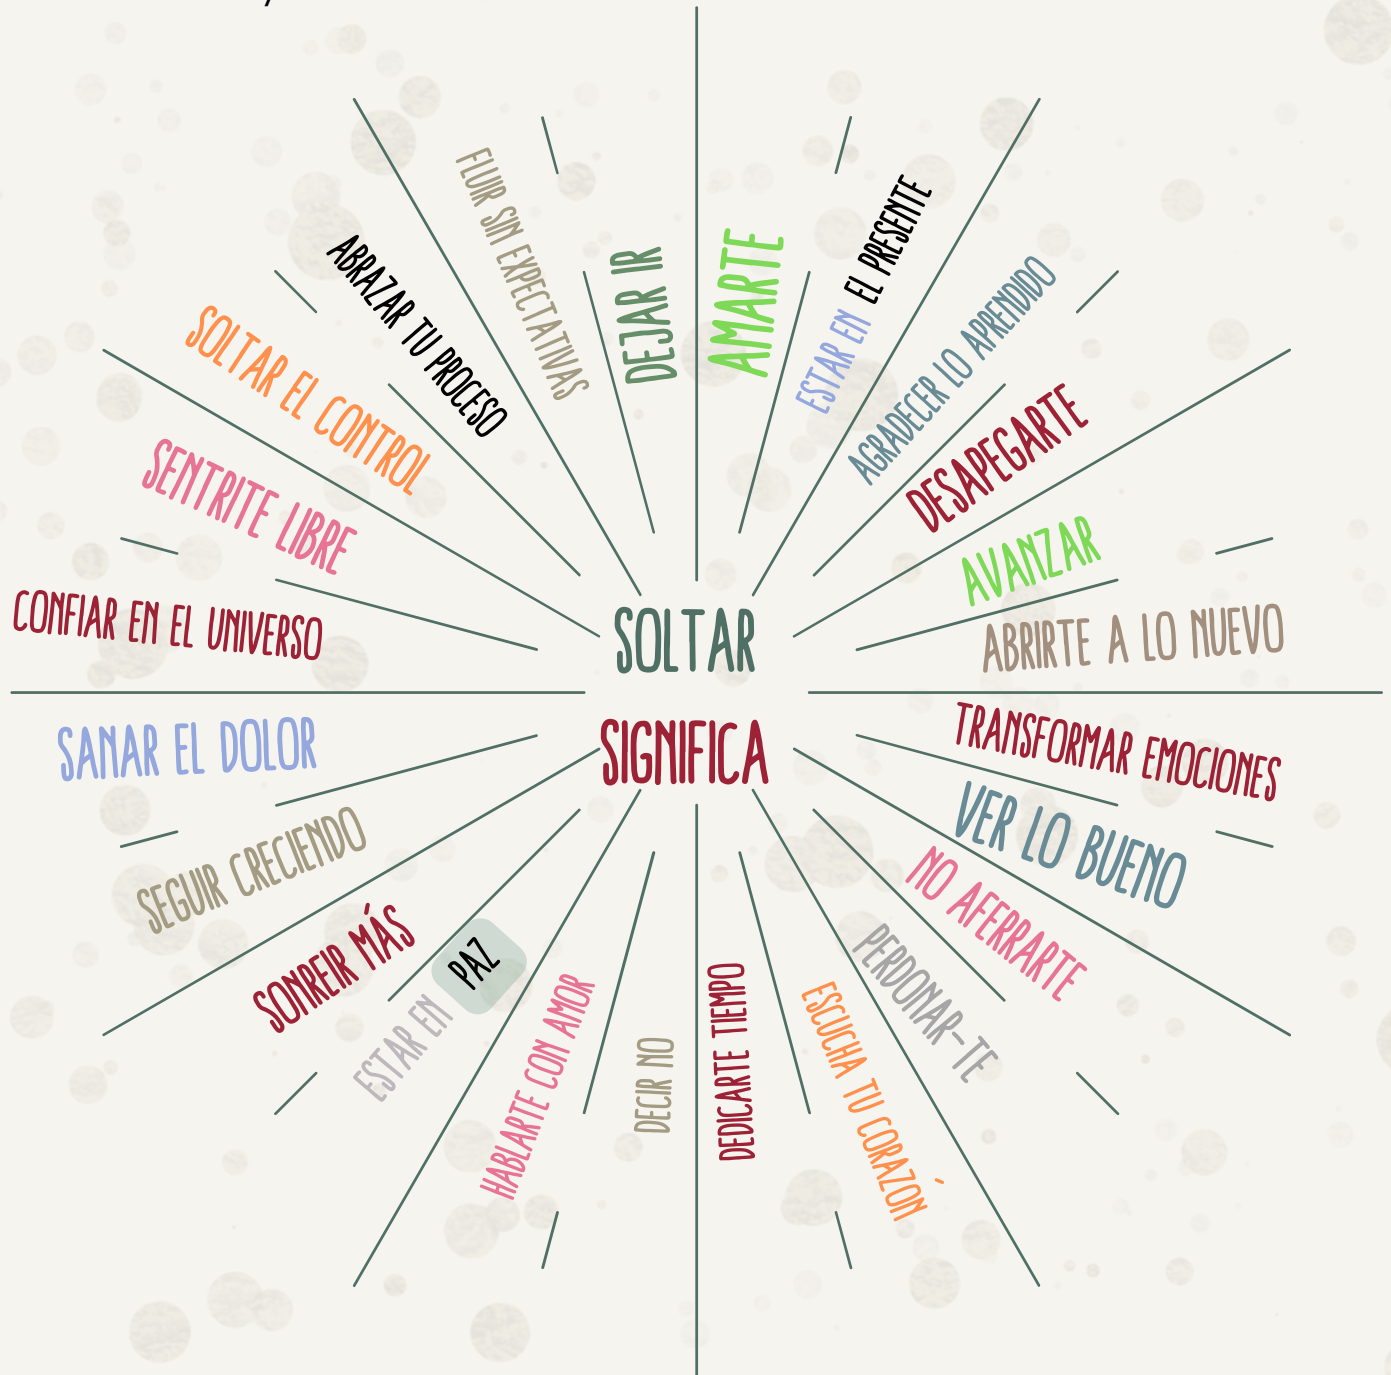 SOLTAR
SIGNIFICA
AMARTE
ESTAR EN EL PRESENTE
AGRADECER LO APRENDIDO
DESAPEGARTE
AVANZAR
ABRIRTE A LO NUEVO
TRANSFORMAR EMOCIONES
VER LO BUENO
NO AFERRARTE
PERDONAR-TE
ESCUCHA TU CORAZÓN
DEDICARTE TIEMPO
DECIR NO
HABLARTE CON AMOR
ESTAR EN PAZ
SONREIR MÁS
SEGUIR CRECIENDO
SANAR EL DOLOR
CONFIAR EN EL UNIVERSO
SENTRITE LIBRE
SOLTAR EL CONTROL
ABRAZAR TU PROCESO
FLUIR SIN EXPECTATIVAS
DEJAR IR